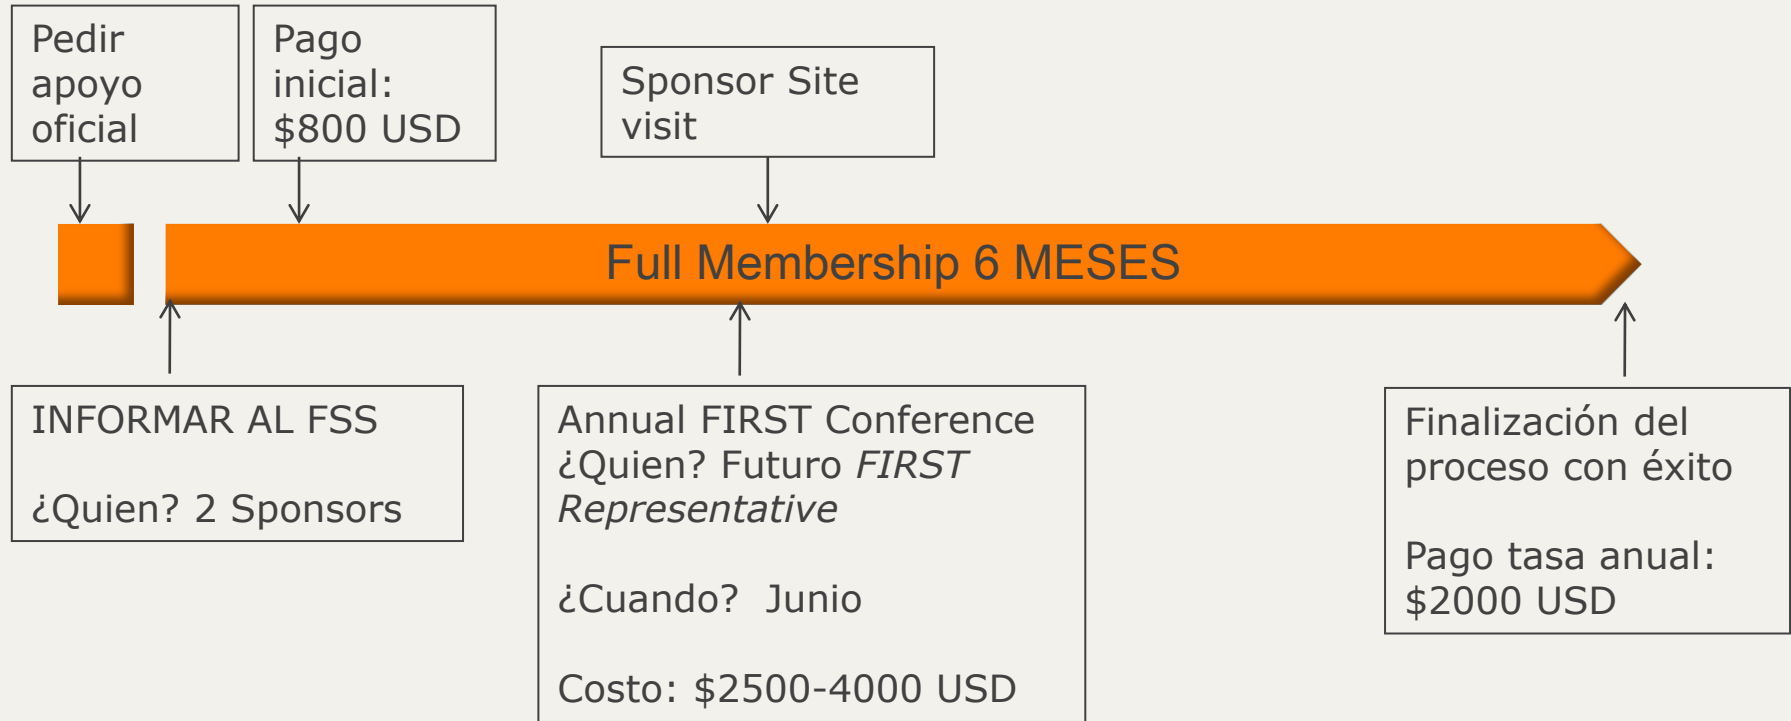 Pedir
apoyo
oficial
Pago
inicial:
$800 USD
Sponsor Site
visit
Full Membership 6 MESES
INFORMAR AL FSS
¿Quien? 2 Sponsors
Annual FIRST Conference
¿Quien? Futuro FIRST
Representative
¿Cuando? Junio
Costo: $2500-4000 USD
Finalización del
proceso con éxito
Pago tasa anual:
$2000 USD